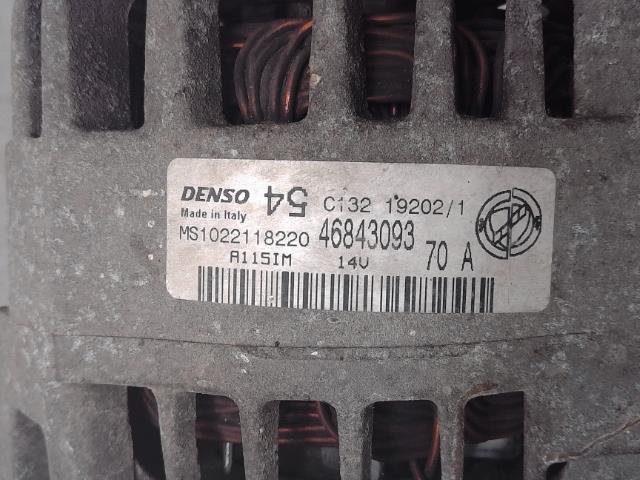 DENSO 54 C132 19202/1
Made in Italy
MS1022118220 46843093 70 A
A115IM 14V